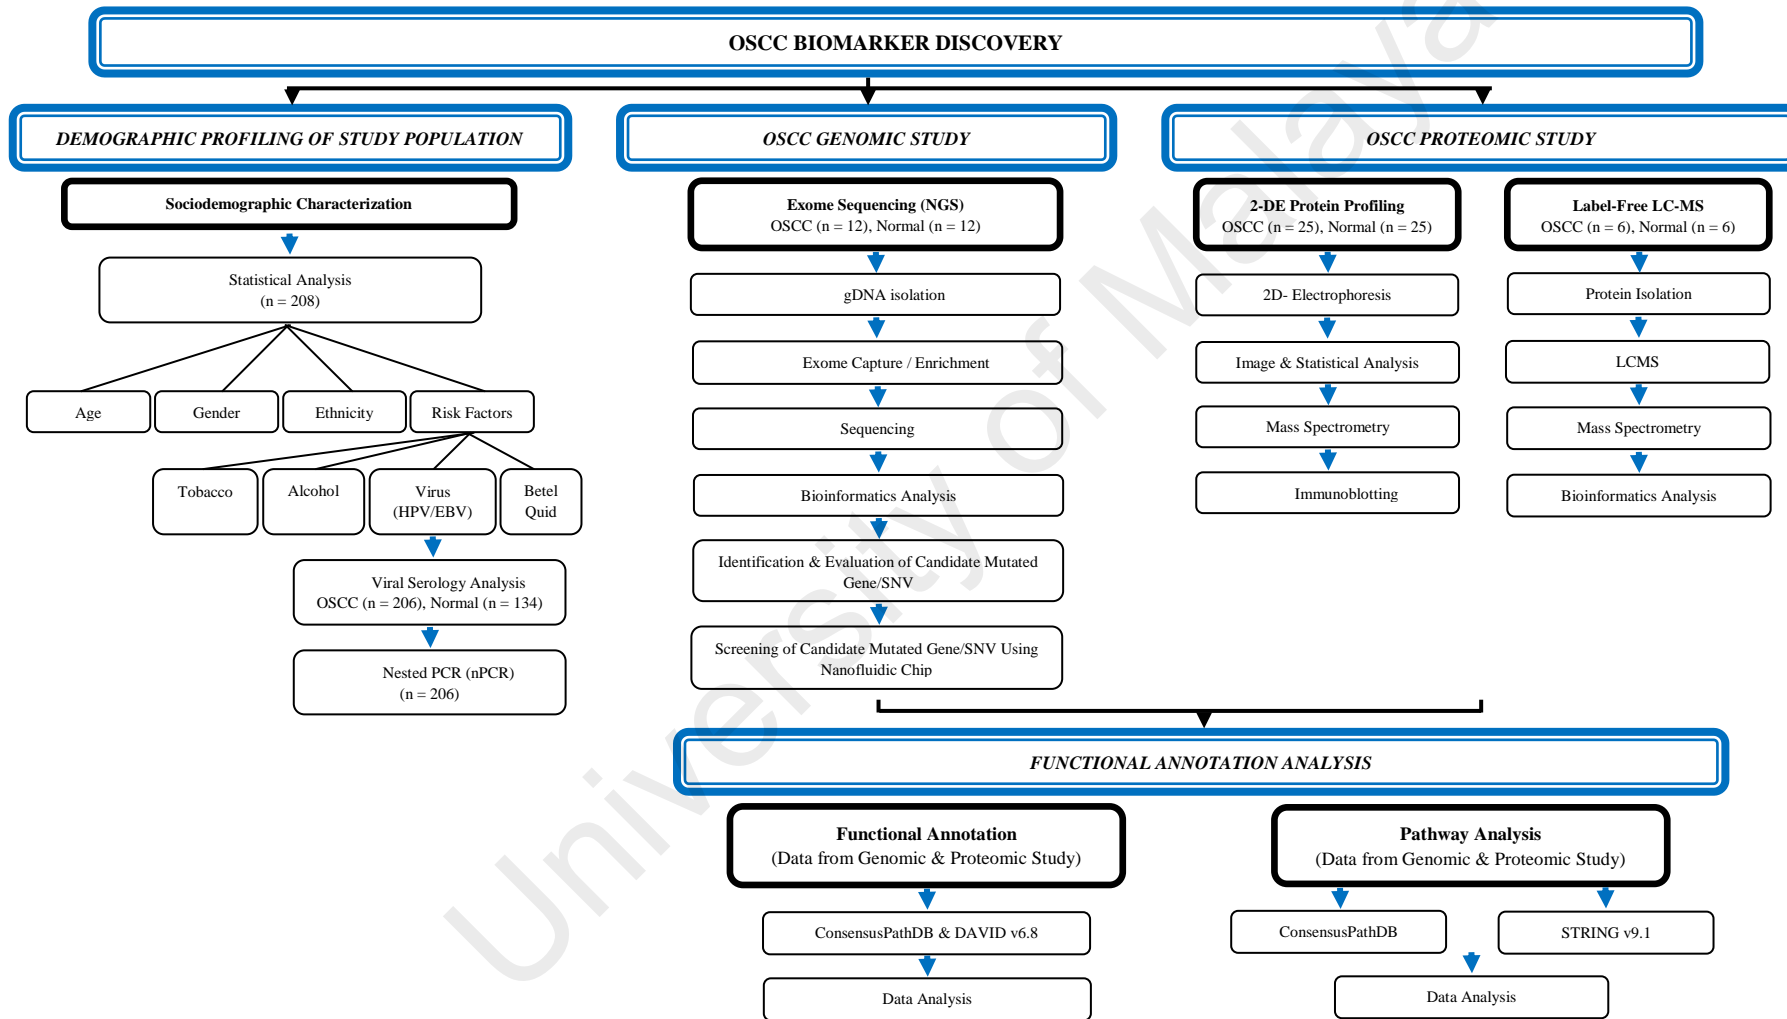 OSCC BIOMARKER DISCOVERY
DEMOGRAPHIC PROFILING OF STUDY POPULATION
Sociodemographic Characterization
Statistical Analysis
(n = 208)
Age
Gender
Ethnicity
Risk Factors
Tobacco
Alcohol
Virus
(HPV/EBV)
Betel
Quid
Viral Serology Analysis
OSCC (n = 206), Normal (n = 134)
Nested PCR (nPCR)
(n = 206)
OSCC GENOMIC STUDY
Exome Sequencing (NGS)
OSCC (n = 12), Normal (n = 12)
gDNA isolation
Exome Capture / Enrichment
Sequencing
Bioinformatics Analysis
Identification & Evaluation of Candidate Mutated
Gene/SNV
Screening of Candidate Mutated Gene/SNV Using
Nanofluidic Chip
OSCC PROTEOMIC STUDY
2-DE Protein Profiling
OSCC (n = 25), Normal (n = 25)
2D- Electrophoresis
Image & Statistical Analysis
Mass Spectrometry
Immunoblotting
Label-Free LC-MS
OSCC (n = 6), Normal (n = 6)
Protein Isolation
LCMS
Mass Spectrometry
Bioinformatics Analysis
FUNCTIONAL ANNOTATION ANALYSIS
Functional Annotation
(Data from Genomic & Proteomic Study)
ConsensusPathDB & DAVID v6.8
Data Analysis
Pathway Analysis
(Data from Genomic & Proteomic Study)
ConsensusPathDB
STRING v9.1
Data Analysis
University of Malaya